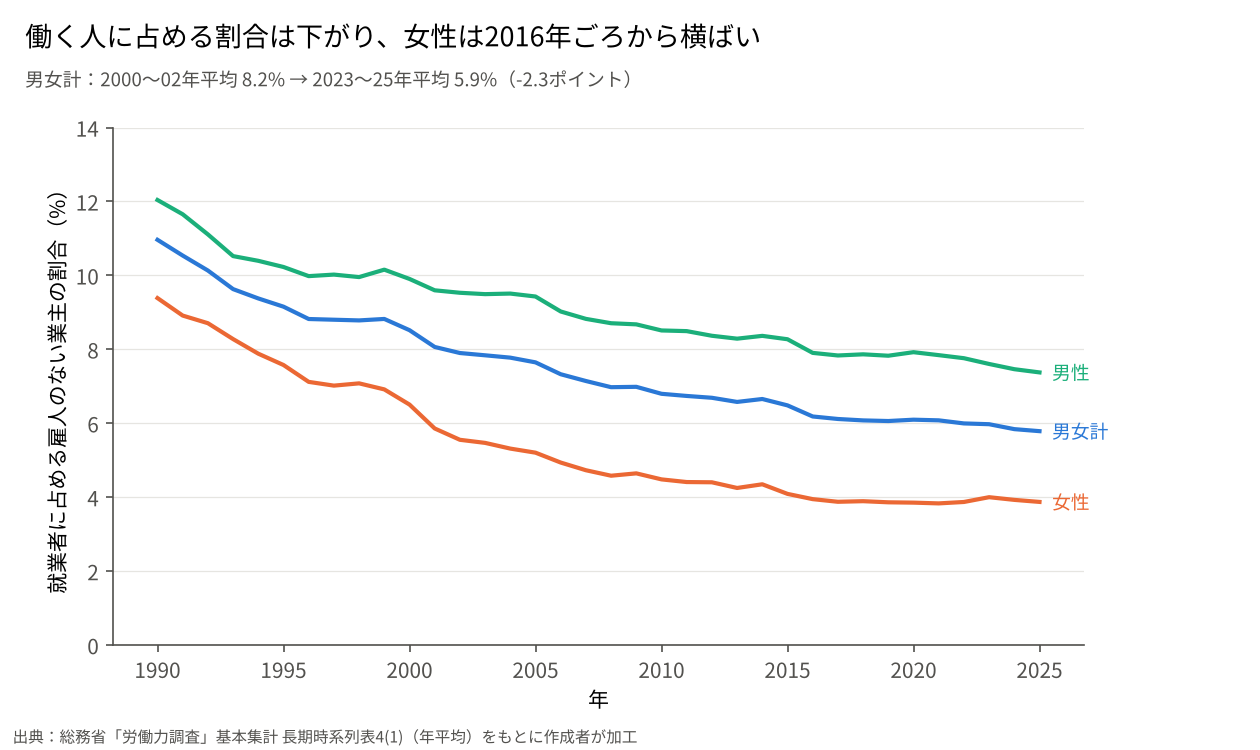 働く人に占める割合は下がり、女性は2016年ごろから横ばい
男女計：2000～02年平均 8.2% → 2023～25年平均 5.9%（-2.3ポイント）
就業者に占める雇人のない業主の割合（%）
14
12
10
8
6
4
2
0
男性
男女計
女性
1990 1995 2000 2005 2010 2015 2020 2025
年
出典：総務省「労働力調査」基本集計 長期時系列表4(1)（年平均）をもとに作成者が加工